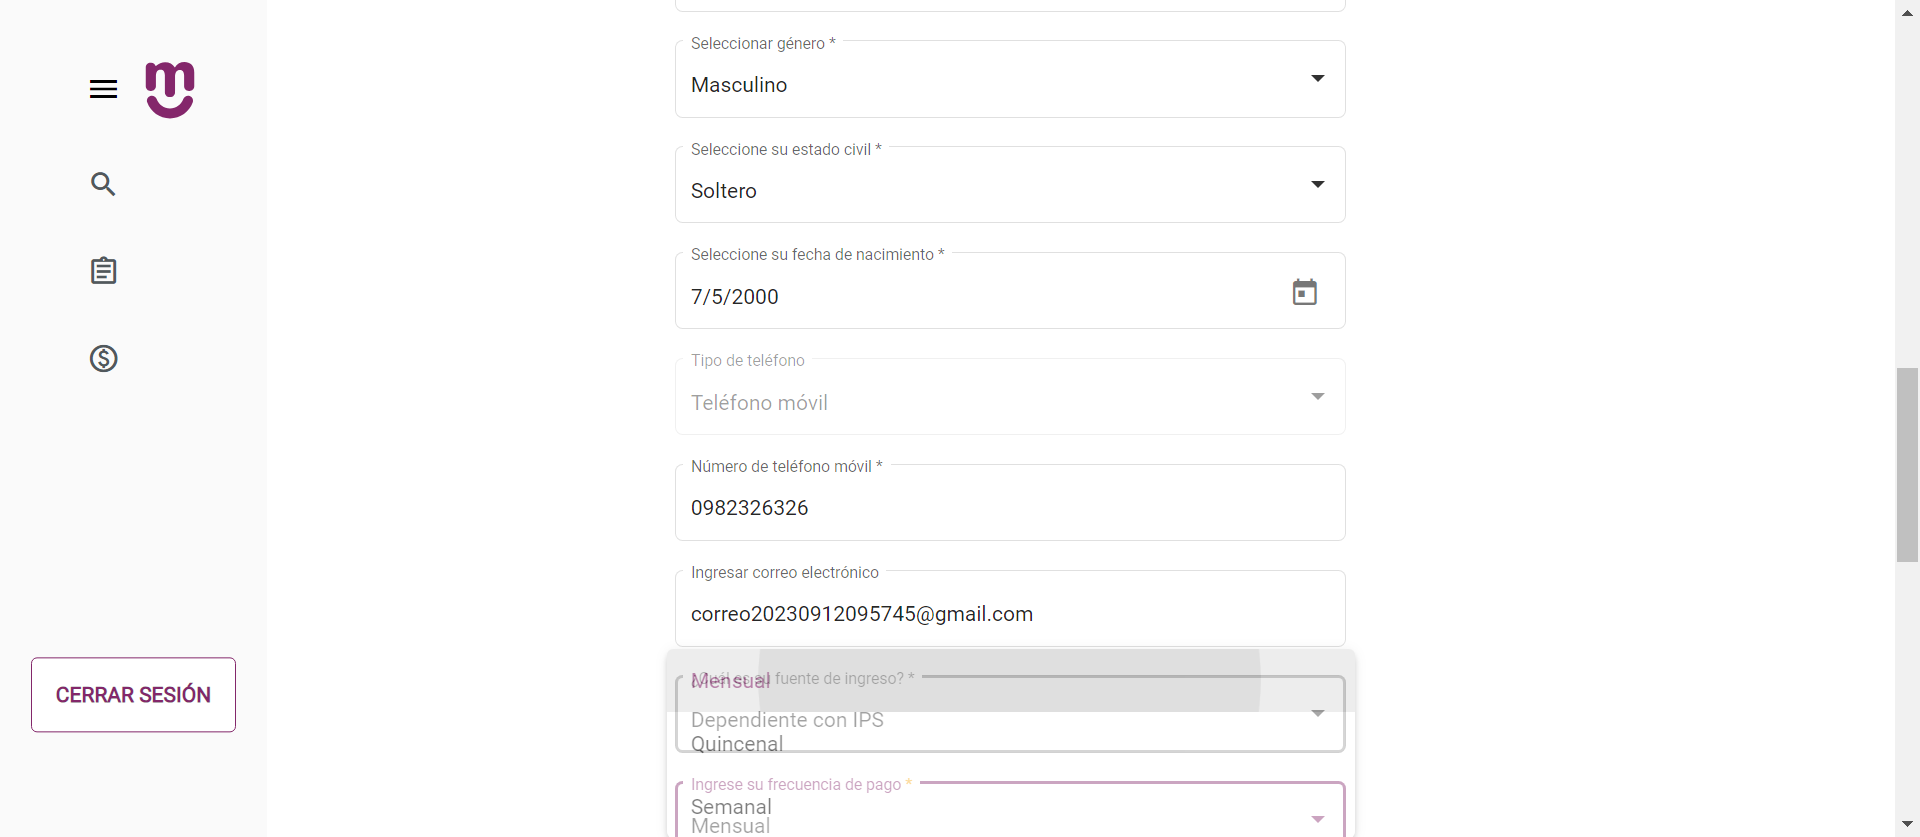 Seleccionar género *
Masculino
Seleccione su estado civil *
Soltero
Seleccione su fecha de nacimiento *
7/5/2000
Tipo de teléfono
Teléfono móvil
Número de teléfono móvil *
0982326326
Ingresar correo electrónico
correo20230912095745@gmail.com
¿Cuál es su fuente de ingreso? *
Mensual
Dependiente con IPS
Quincenal
Ingrese su frecuencia de pago *
Semanal
Mensual
CERRAR SESIÓN